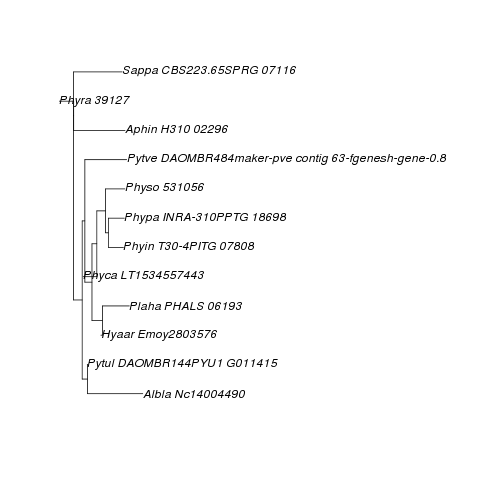 Sappa CBS223.65SPRG 07116
Phyra 39127
Aphin H310 02296
Pytve DAOMBR484maker-pve contig 63-fgenesh-gene-0.8
Physo 531056
Phypa INRA-310PPTG 18698
Phyin T30-4PITG 07808
Phyca LT1534557443
Plaha PHALS 06193
Hyaar Emoy2803576
Pytul DAOMBR144PYU1 G011415
Albla Nc14004490